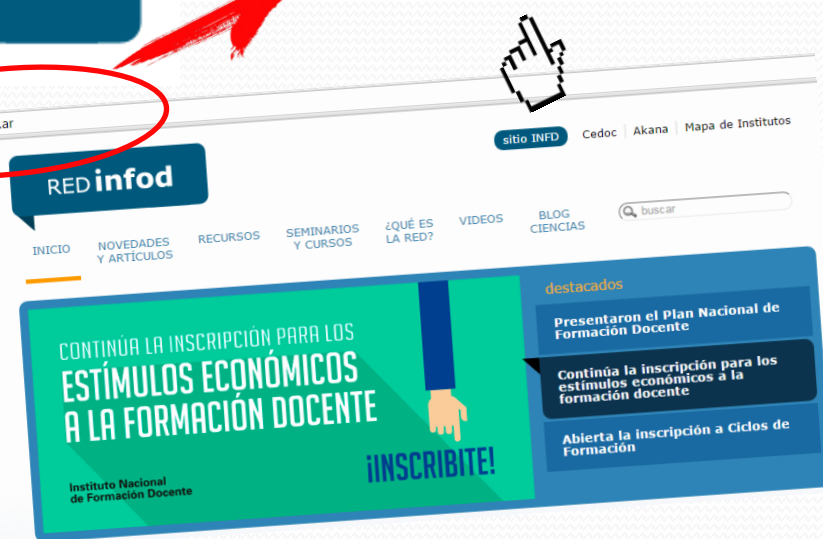 .ar
sitio INFD Cedoc Akana Mapa de Institutos
RED infod
INICIO
NOVEDADES
Y ARTÍCULOS
RECURSOS
SEMINARIOS
Y CURSOS
¿QUÉ ES
LA RED?
VIDEOS
BLOG
CIENCIAS
buscar
CONTINÚA LA INSCRIPCIÓN PARA LOS
ESTÍMULOS ECONÓMICOS
A LA FORMACIÓN DOCENTE
¡INSCRIBITE!
Instituto Nacional
de Formación Docente
destacados
Presentaron el Plan Nacional de
Formación Docente
Continúa la inscripción para los
estímulos económicos a la
formación docente
Abierta la inscripción a Ciclos de
Formación